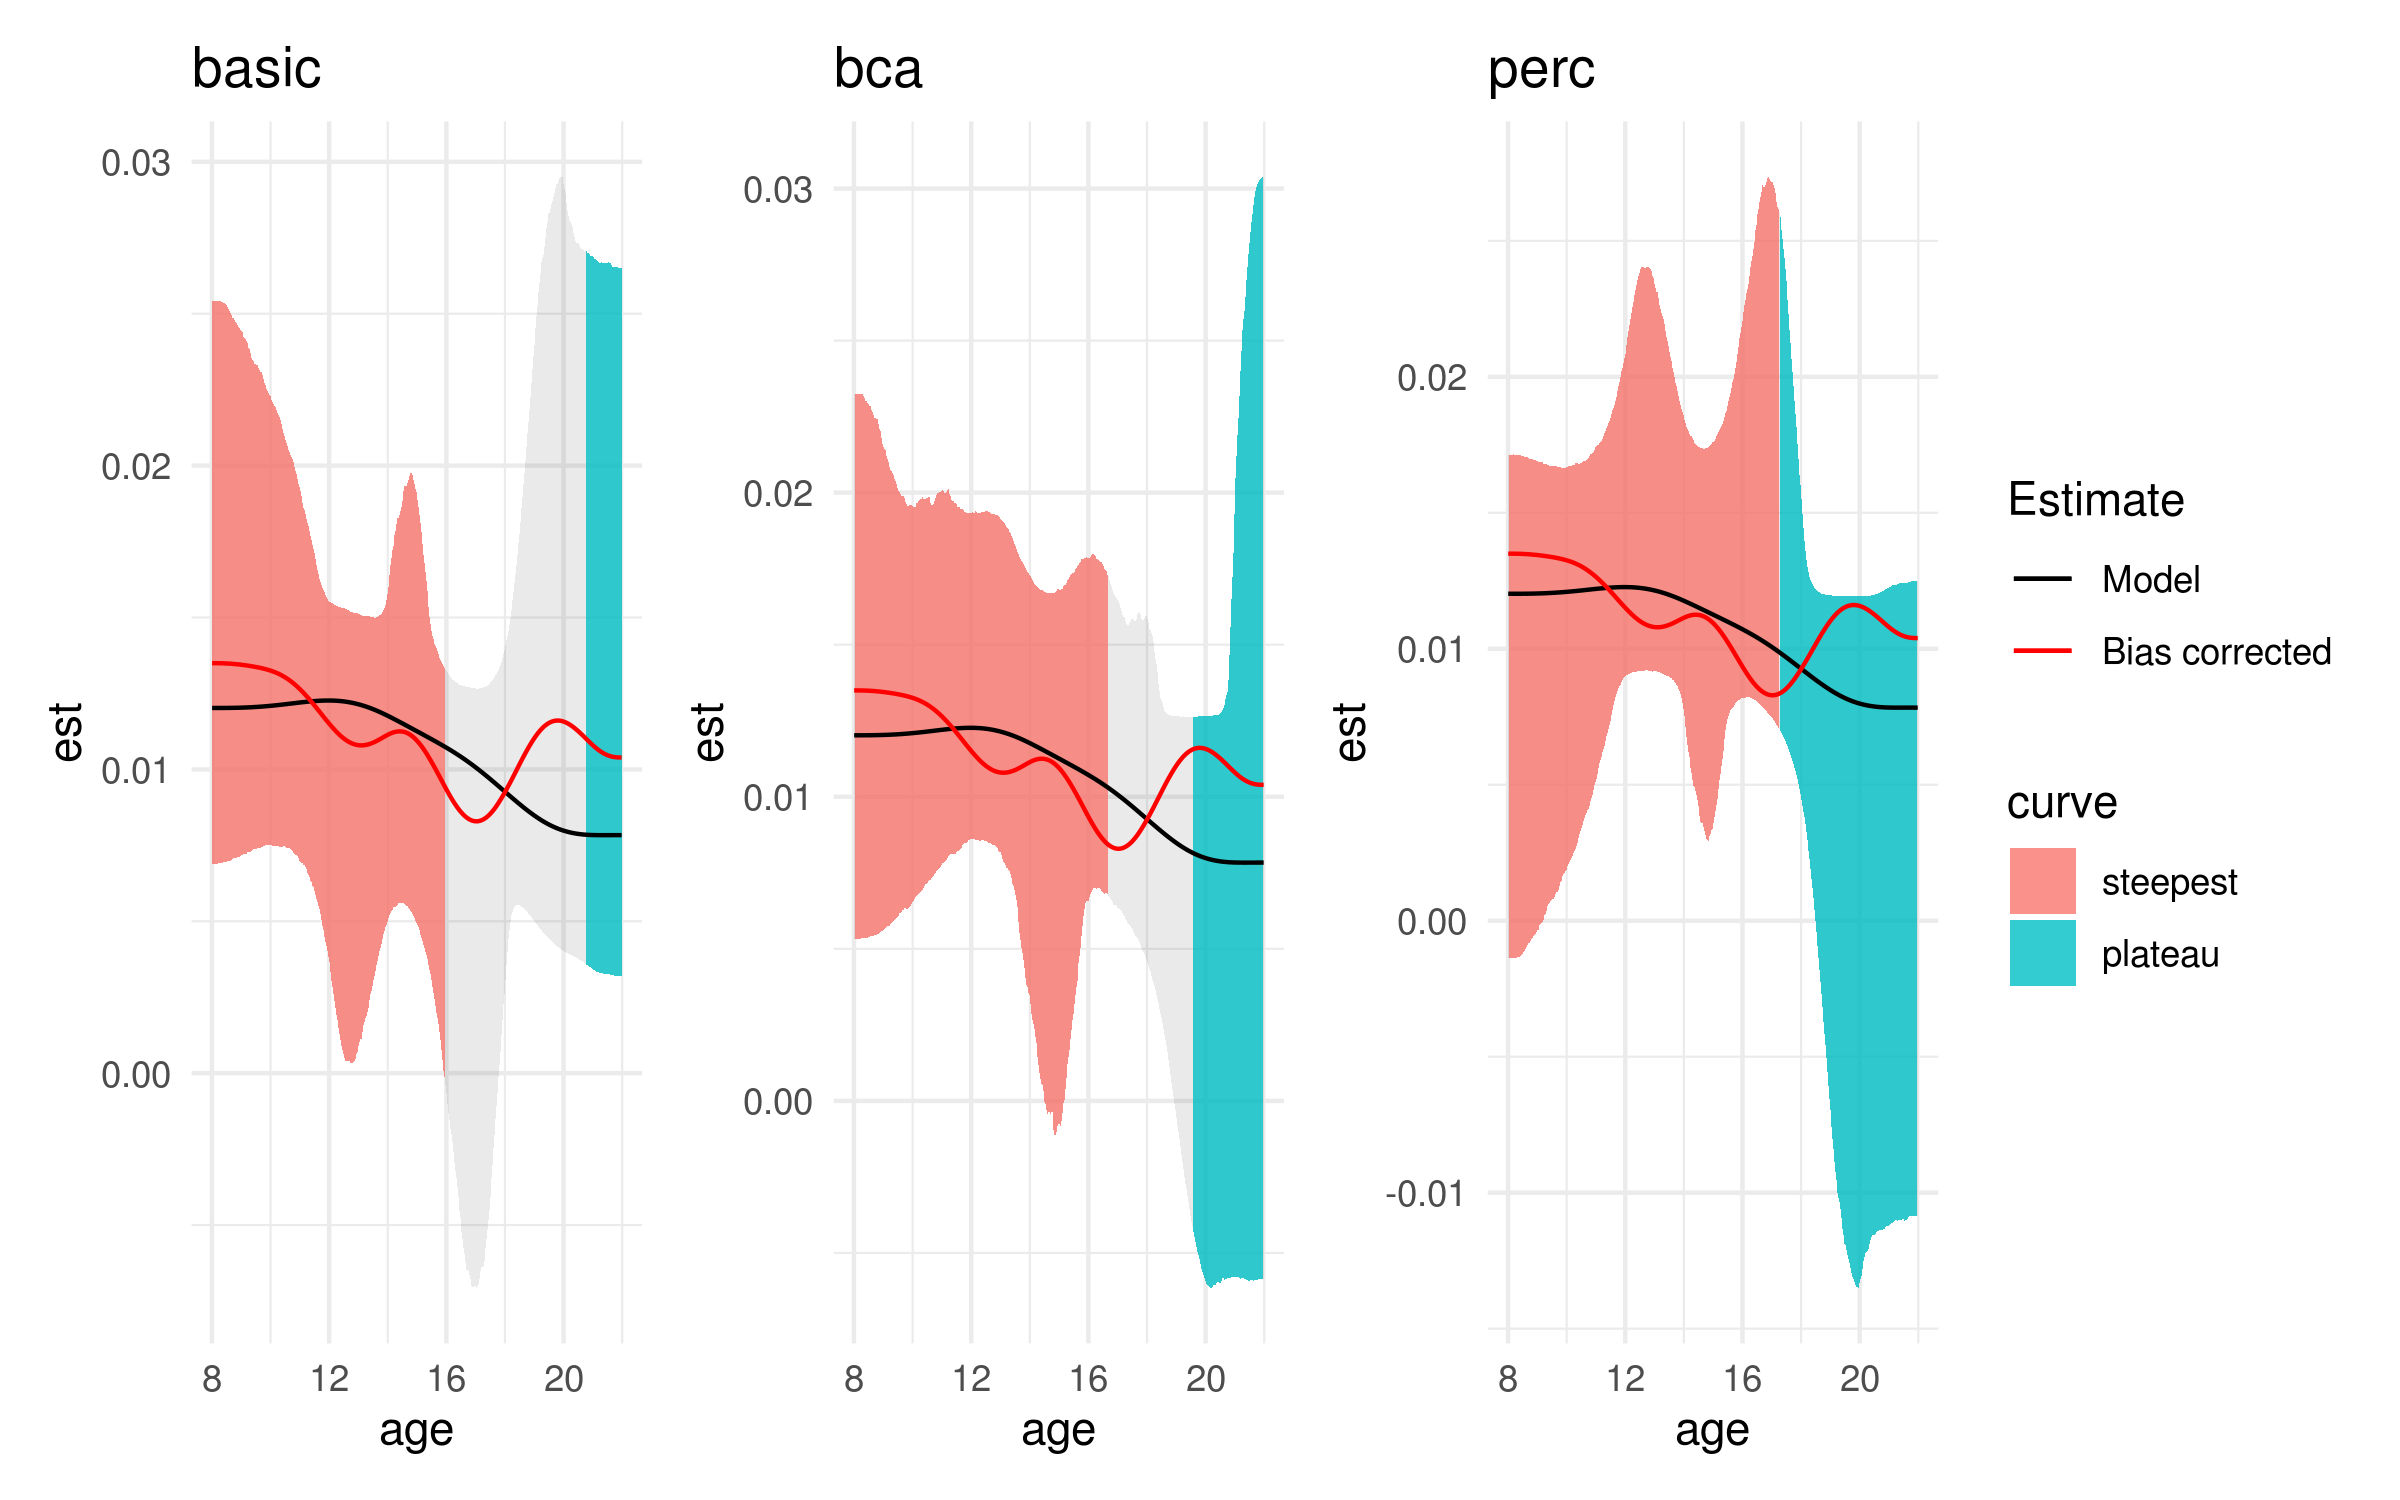 basic
bca
perc
0.03
0.02
0.01
0.00
est
8 12 16 20
age
0.03
0.02
0.01
0.00
est
8 12 16 20
age
0.02
0.01
0.00
-0.01
est
8 12 16 20
age
Estimate
Model
Bias corrected
curve
steepest
plateau